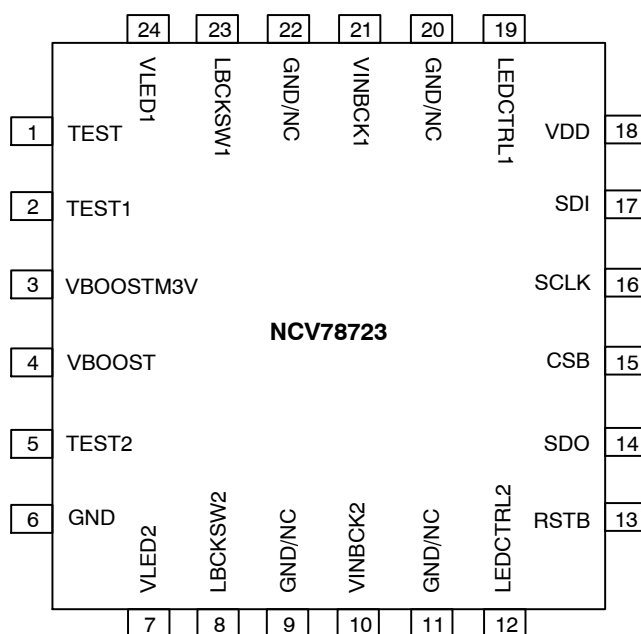 24 23 22 21 20 19
VLED1 LBCKSW1 GND/NC VINBCK1 GND/NC LEDCTRL1
1 TEST VDD 18
2 TEST1 SDI 17
3 VBOOSTM3V SCLK 16
NCV78723
4 VBOOST CSB 15
5 TEST2 SDO 14
6 GND RSTB 13
VLED2 LBCKSW2 GND/NC VINBCK2 GND/NC LEDCTRL2
7 8 9 10 11 12